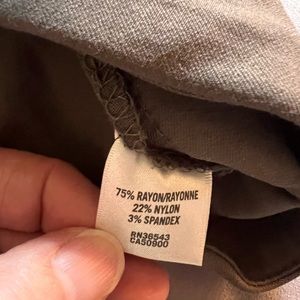 75% RAYON/RAYONNE
22% NYLON
3% SPANDEX
RN36543
CA50900